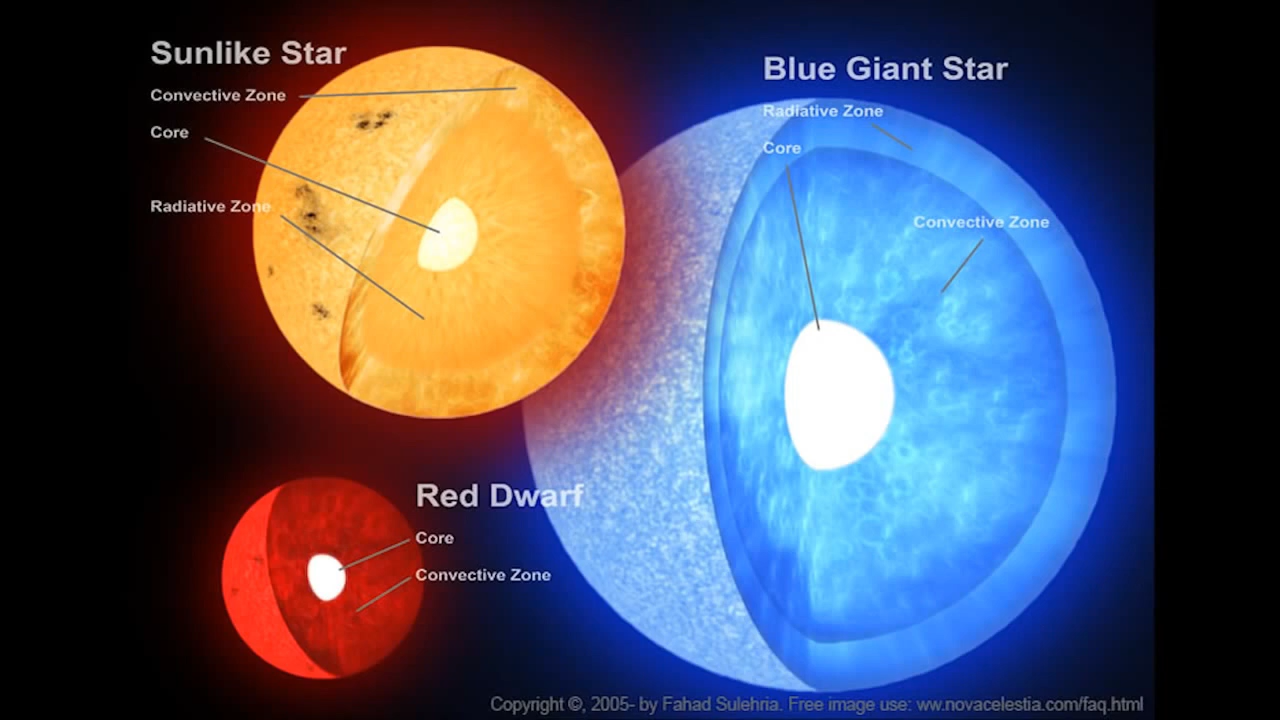 Sunlike Star
Convective Zone
Core
Radiative Zone
Blue Giant Star
Radiative Zone
Core
Convective Zone
Red Dwarf
Core
Convective Zone
Copyright ©, 2005- by Fahad Sulehria. Free image use: ww.novacelestia.com/faq.html